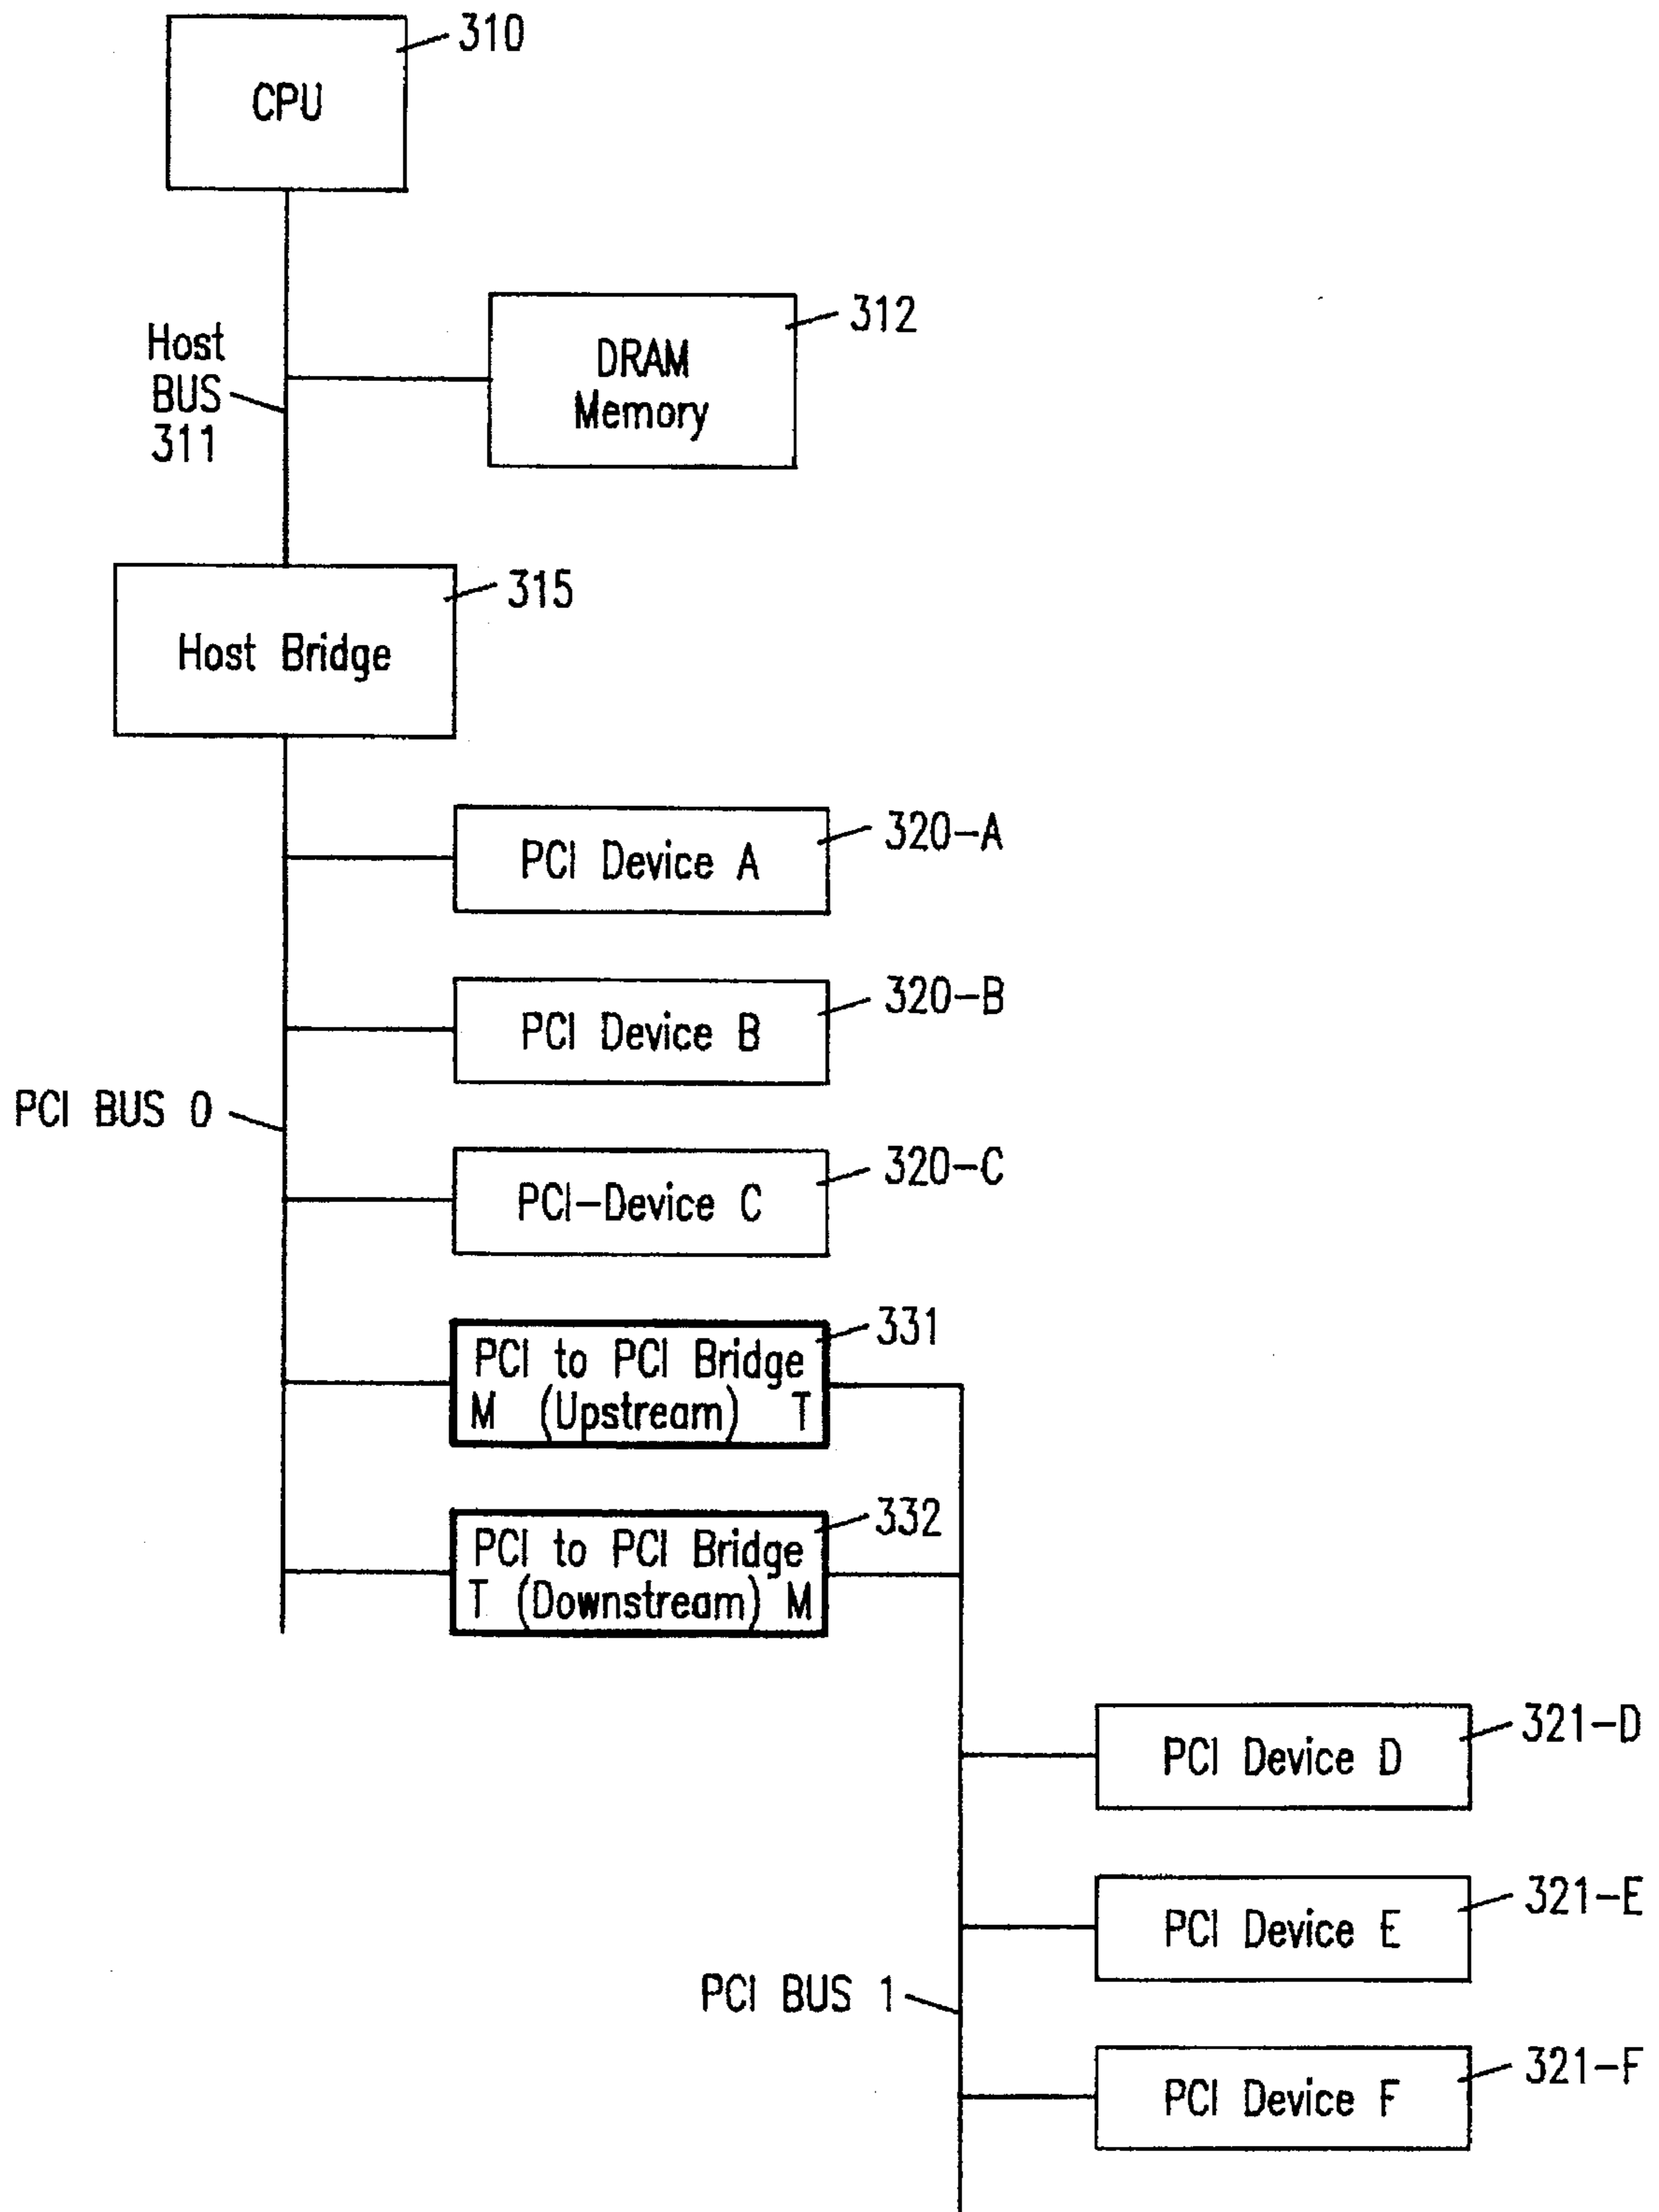 310
CPU
312
Host
BUS
311
DRAM
Memory
315
Host Bridge
320-A
PCI Device A
320-B
PCI Device B
PCI BUS 0
320-C
PCI-Device C
331
PCI to PCI Bridge
M (Upstream) T
332
PCI to PCI Bridge
T (Downstream) M
321-D
PCI Device D
321-E
PCI Device E
PCI BUS 1
321-F
PCI Device F